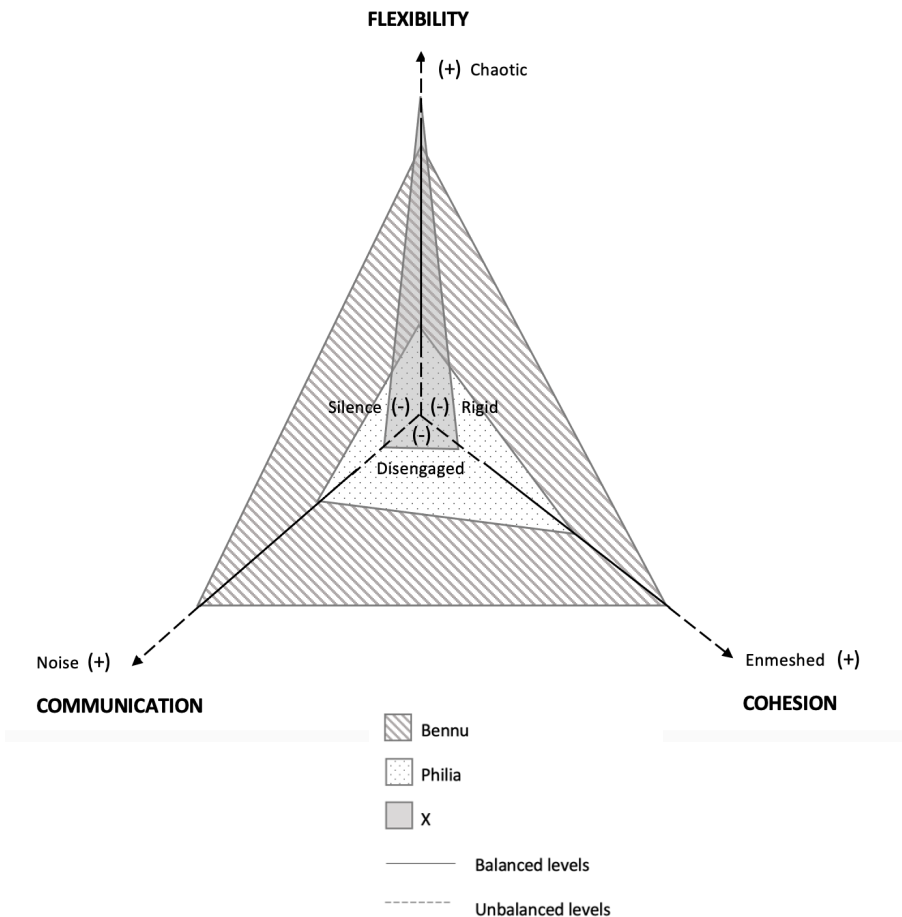 FLEXIBILITY
(+) Chaotic
Silence (-) (-) Rigid
(-)
Disengaged
Noise (+)
Enmeshed (+)
COMMUNICATION
COHESION
Bennu
Philia
X
Balanced levels
Unbalanced levels